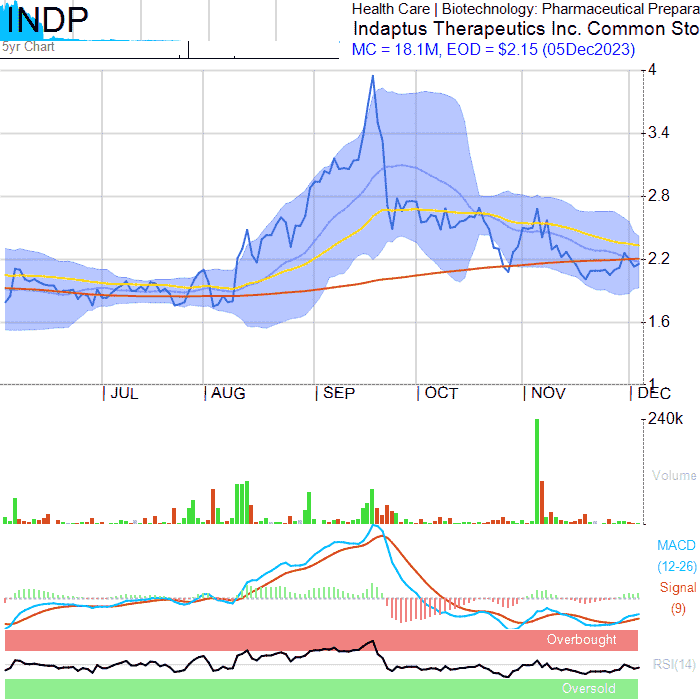 INDP
5yr Chart
Health Care | Biotechnology: Pharmaceutical Prepara
Indaptus Therapeutics Inc. Common Sto
MC = 18.1M, EOD = $2.15 (05Dec2023)
4
3.4
2.8
2.2
1.6
1
JUL AUG SEP OCT NOV DEC
240k
Volume
MACD
(12-26)
Signal
(9)
Overbought
RSI(14)
Oversold